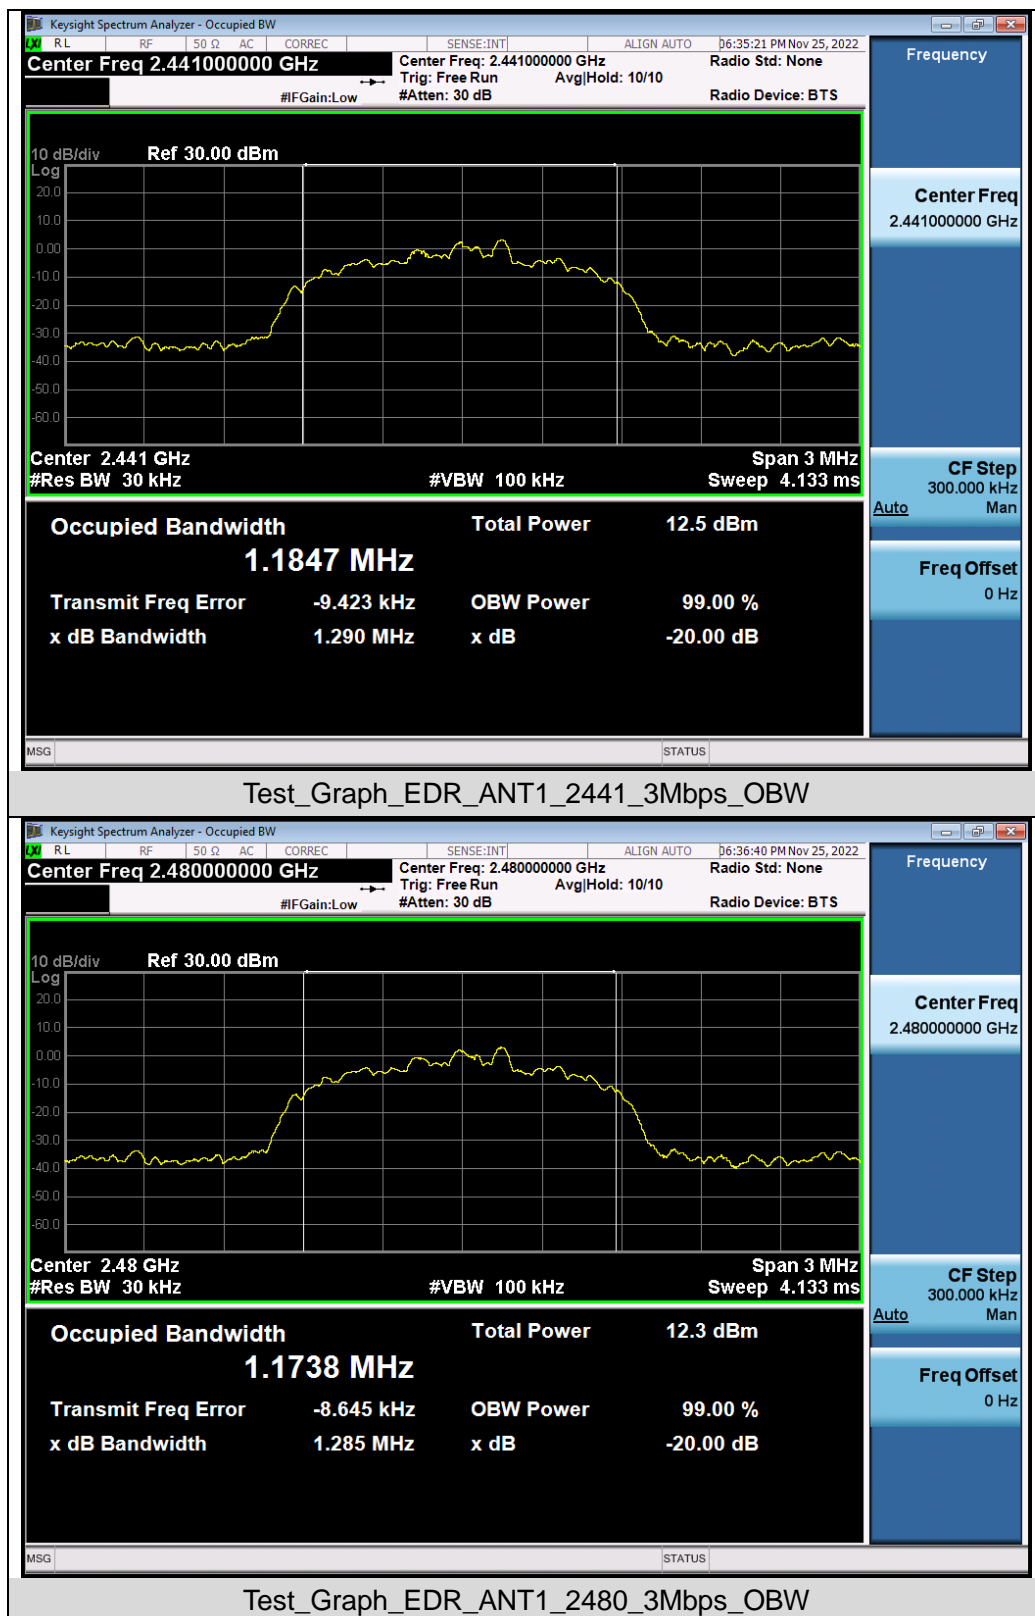 Keysight Spectrum Analyzer - Occupied BW
LXI RL RF 50 Ω AC CORREC SENSE:INT ALIGN AUTO 06:35:21 PM Nov 25, 2022
Center Freq 2.441000000 GHz
Center Freq: 2.441000000 GHz
Radio Std: None
Trig: Free Run Avg|Hold: 10/10
#IFGain:Low
#Atten: 30 dB
Radio Device: BTS
Frequency
10 dB/div Ref 30.00 dBm
Log
20.0
10.0
0.00
-10.0
-20.0
-30.0
-40.0
-50.0
-60.0
Center 2.441 GHz Span 3 MHz
#Res BW 30 kHz #VBW 100 kHz Sweep 4.133 ms
Center Freq
2.441000000 GHz
CF Step
300.000 kHz
Auto Man
Freq Offset
0 Hz
Occupied Bandwidth Total Power 12.5 dBm
1.1847 MHz
Transmit Freq Error -9.423 kHz OBW Power 99.00 %
x dB Bandwidth 1.290 MHz x dB -20.00 dB
MSG STATUS
Test_Graph_EDR_ANT1_2441_3Mbps_OBW
Keysight Spectrum Analyzer - Occupied BW
LXI RL RF 50 Ω AC CORREC SENSE:INT ALIGN AUTO 06:36:40 PM Nov 25, 2022
Center Freq 2.480000000 GHz
Center Freq: 2.480000000 GHz
Radio Std: None
Trig: Free Run Avg|Hold: 10/10
#IFGain:Low
#Atten: 30 dB
Radio Device: BTS
Frequency
10 dB/div Ref 30.00 dBm
Log
20.0
10.0
0.00
-10.0
-20.0
-30.0
-40.0
-50.0
-60.0
Center 2.48 GHz Span 3 MHz
#Res BW 30 kHz #VBW 100 kHz Sweep 4.133 ms
Center Freq
2.480000000 GHz
CF Step
300.000 kHz
Auto Man
Freq Offset
0 Hz
Occupied Bandwidth Total Power 12.3 dBm
1.1738 MHz
Transmit Freq Error -8.645 kHz OBW Power 99.00 %
x dB Bandwidth 1.285 MHz x dB -20.00 dB
MSG STATUS
Test_Graph_EDR_ANT1_2480_3Mbps_OBW